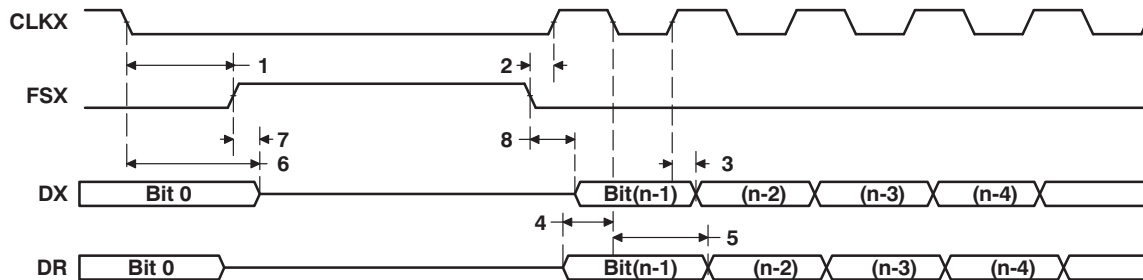 CLKX
1 2
FSX
7 8
6 3
DX Bit 0 Bit(n-1) (n-2) (n-3) (n-4)
4 5
DR Bit 0 Bit(n-1) (n-2) (n-3) (n-4)